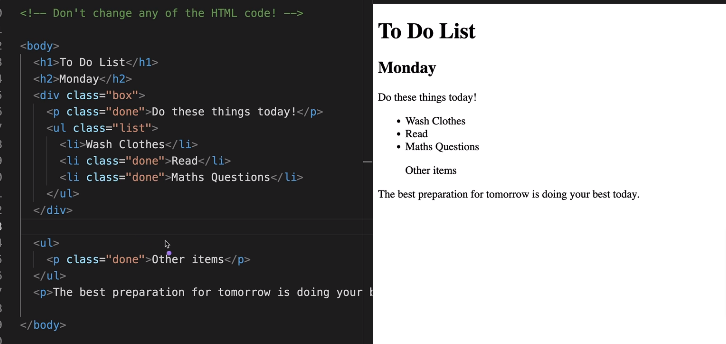 <!-- Don't change any of the HTML code! -->
<body>
<h1>To Do List</h1>
<h2>Monday</h2>
<div class="box">
<p class="done">Do these things today!</p>
<ul class="list">
<li>Wash Clothes</li>
<li class="done">Read</li>
<li class="done">Maths Questions</li>
</ul>
</div>
<ul>
<p class="done">Other items</p>
</ul>
<p>The best preparation for tomorrow is doing your
</body>
To Do List
Monday
Do these things today!
• Wash Clothes
• Read
• Maths Questions
Other items
The best preparation for tomorrow is doing your best today.